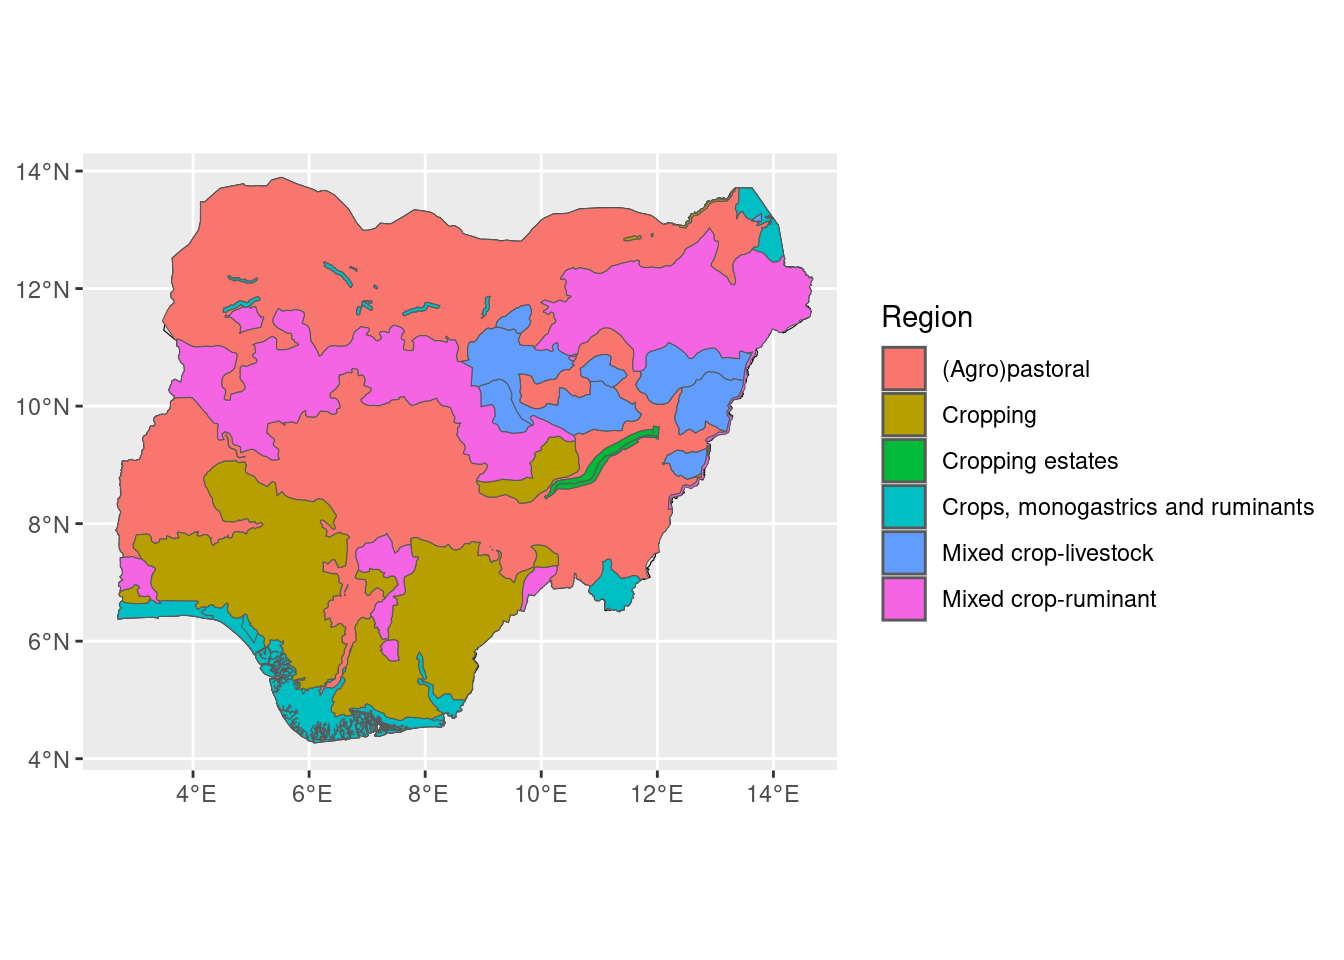 14°N
12°N
10°N
8°N
6°N
4°N
4°E
6°E
8°E
10°E
12°E
14°E
Region
(Agro)pastoral
Cropping
Cropping estates
Crops, monogastrics and ruminants
Mixed crop-livestock
Mixed crop-ruminant